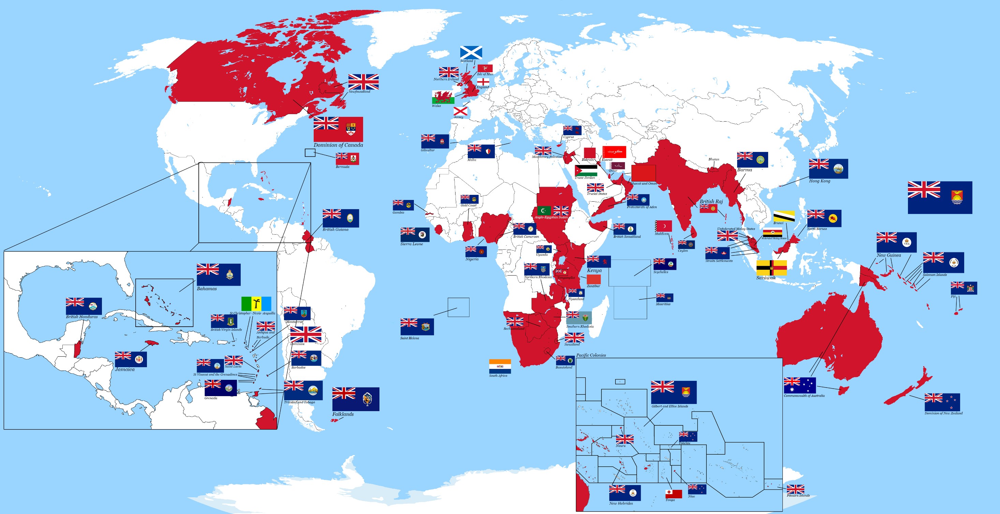 Scotland
Isle of Man
Northern Ireland
England
Newfoundland
Wales
Jersey
Dominion of Canada
Bermuda
Gibraltar
Malta
Cyprus
Mandatory Palestine
Bahrain
Kuwait
كويت
Qatar
Trans-Jordan
Muscat and Oman
Trucial States
Protectorate of Aden
Bhutan
Burma
Hong Kong
British Raj
Gambia
Gold Coast
Anglo-Egyptian Sudan
British Guiana
Sierra Leone
British Cameroon
British Somaliland
Nigeria
Uganda
Maldives
Ceylon
Brunei
North Borneo
Unfederated Malay States
Federated Malay States
Straits Settlements
Sarawak
T.N.G.
New Guinea
Solomon Islands
Fiji
Kenya
Northern Rhodesia
Tanganyika
Zanzibar
Seychelles
Nyasaland
Mauritius
Bahamas
British Honduras
St Christopher-Nevis-Anguilla
Montserrat
British Virgin Islands
Antigua and
Barbuda
Dominica
Jamaica
Saint Lucia
Barbados
St Vincent and the Grenadines
Grenada
Trinidad and Tobago
Falklands
Saint Helena
Bechuanaland
Southern Rhodesia
Swaziland
Basutoland
South Africa
Pacific Colonies
Commonwealth of Australia
Dominion of New Zealand
Gilbert and Ellice Islands
Nauru
Tokelau
New Hebrides
Tonga
Niue
Pitcairn Islands